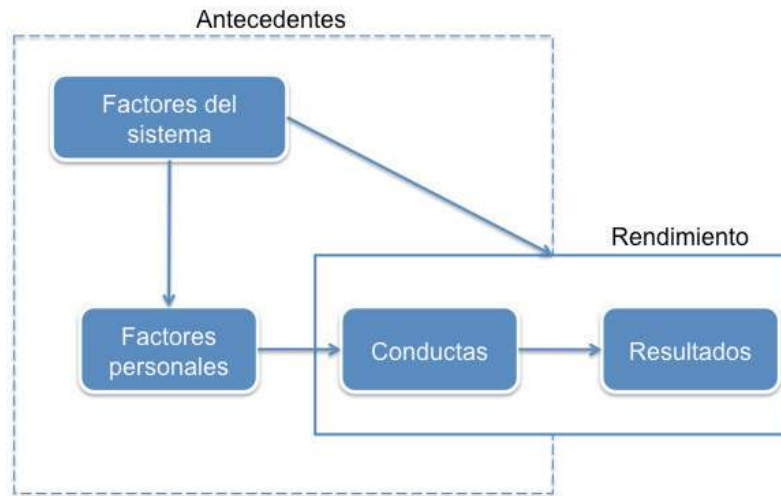 Antecedentes
Factores del
sistema
Rendimiento
Factores
personales
Conductas
Resultados